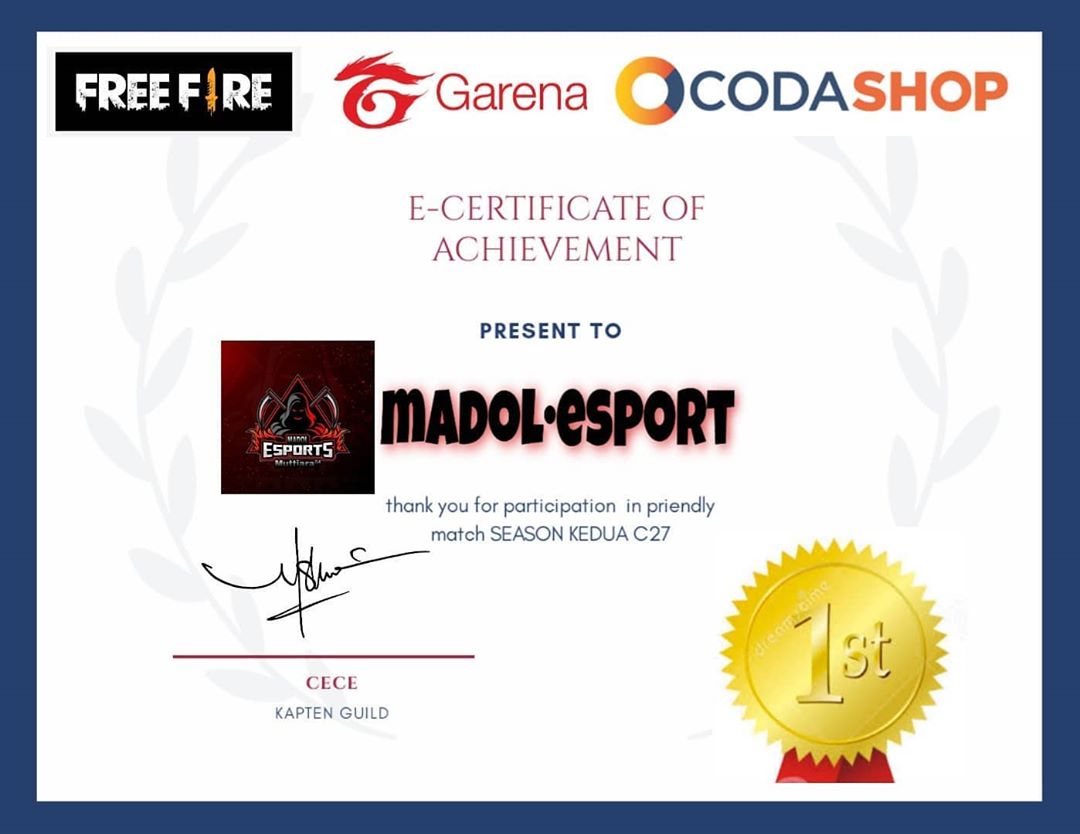 FREE FIRE
Garena
CODASHOP
E-CERTIFICATE OF
ACHIEVEMENT
PRESENT TO
MADOL
ESPORTS
Muttiara
MADOL•ESPORT
thank you for participation in priendly
match SEASON KEDUA C27
CECE
KAPTEN GUILD
1st
dreamstime